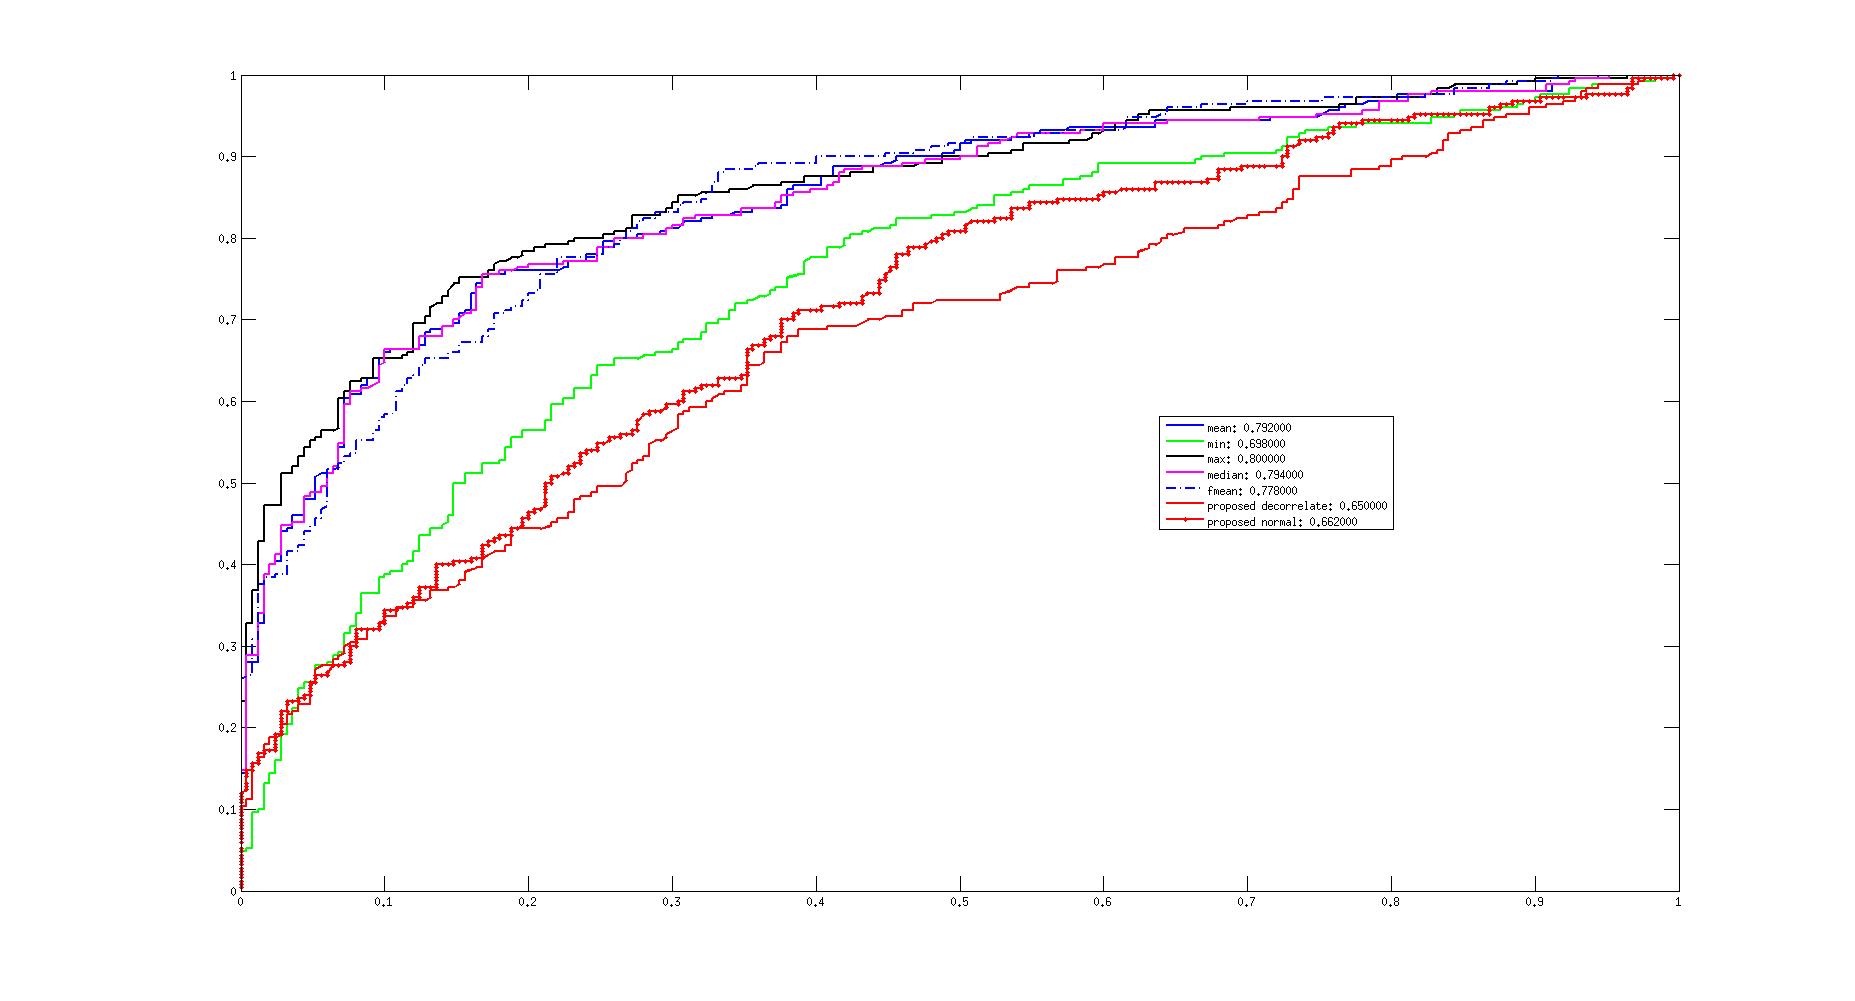 1
0.9
0.8
0.7
0.6
0.5
0.4
0.3
0.2
0.1
0
mean: 0.792000
min: 0.698000
max: 0.800000
median: 0.794000
fmean: 0.778000
proposed decorrelate: 0.650000
proposed normal: 0.662000
0 0.1 0.2 0.3 0.4 0.5 0.6 0.7 0.8 0.9 1